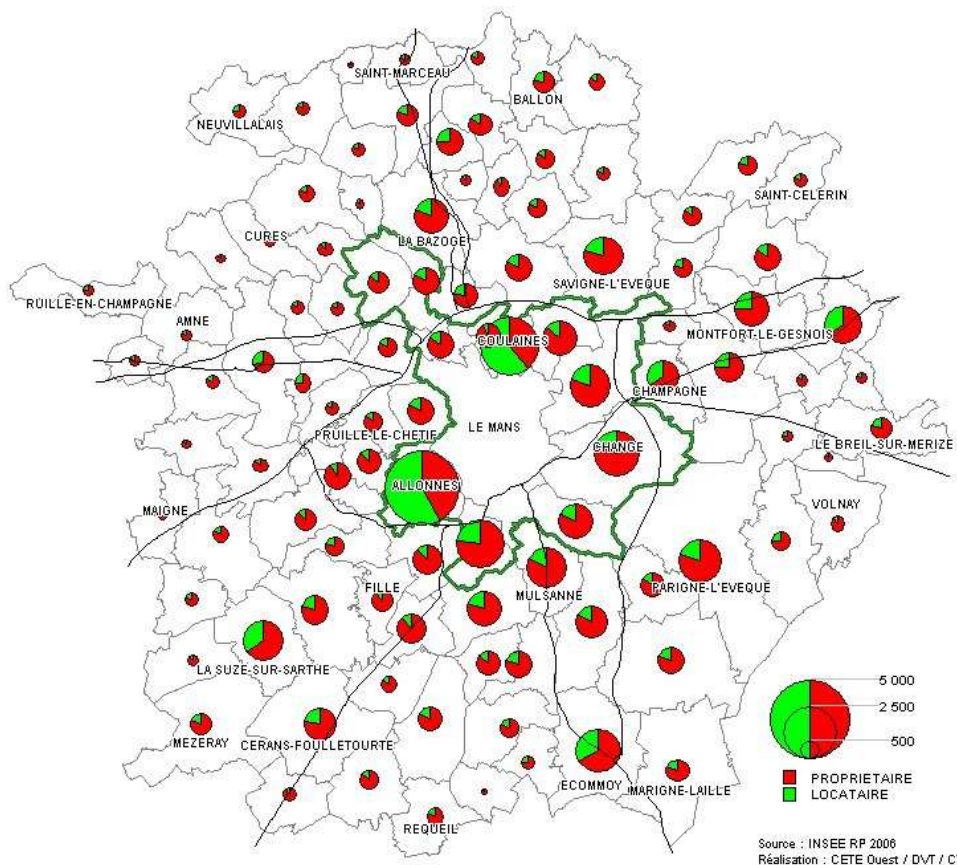 SAINT-MARCEAU
BALLON
NEUVILLALAIS
SAINT-CELERIN
LA BAZOGE
CURES
SAVIGNE-L'EVEQUE
RUILLE-EN-CHAMPAGNE
AMNE
MONTFORT-LE-GESNOIS
COULAINES
CHAMPAGNE
LE MANS
PRUILLE-LE-CHETIF
CHANGE
LE BREIL-SUR-MERIZE
ALLONNES
VOLNAY
MAIGNE
FILLE
MULSANNE
PARIGNE-L'EVEQUE
LA SUZE-SUR-SARTHE
5 000
2 500
500
MEZERAY
CERANS-FOULLETOURTE
PROPRIETAIRE
ECOMMOY
MARIGNE-LAILLE
LOCATAIRE
REQUEIL
Source : INSEE RP 2006
Réalisation : CETE Ouest / DVT / C